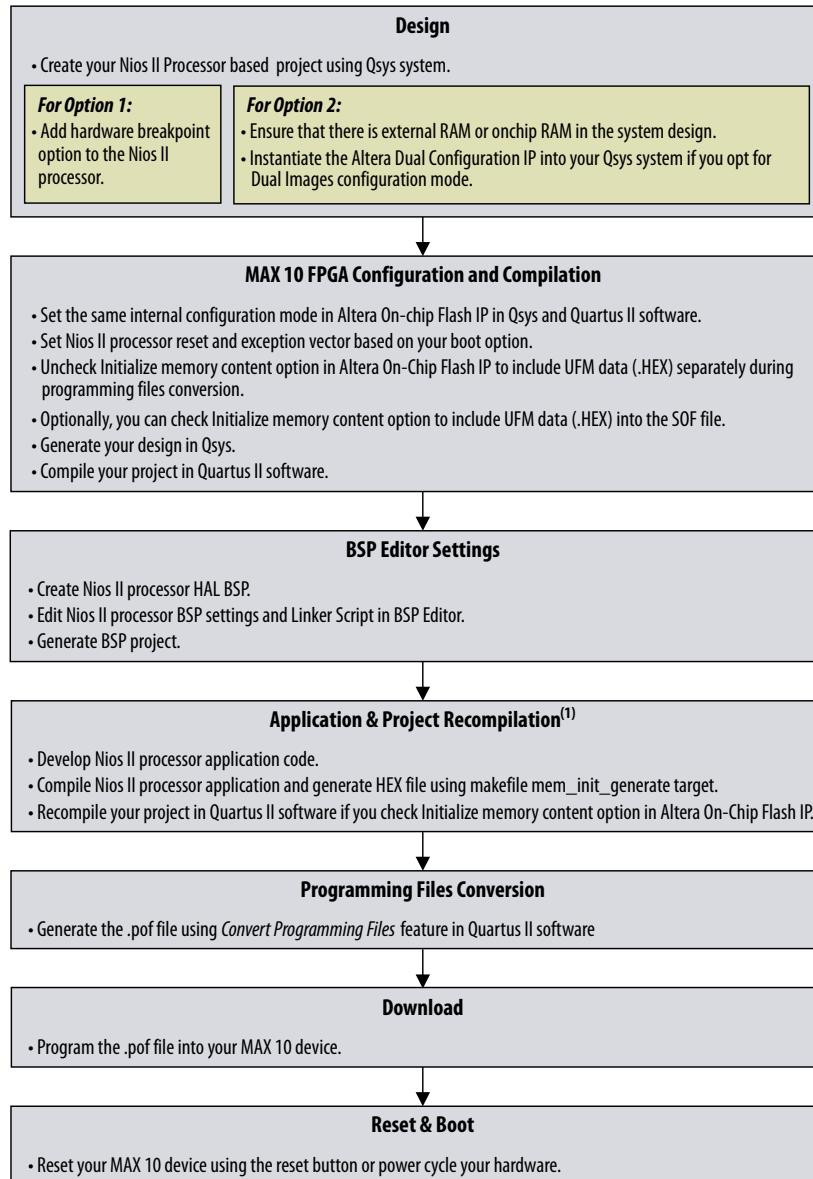 Design
• Create your Nios II Processor based project using Qsys system.
For Option 1:
• Add hardware breakpoint
option to the Nios II
processor.
For Option 2:
• Ensure that there is external RAM or onchip RAM in the system design.
• Instantiate the Altera Dual Configuration IP into your Qsys system if you opt for
Dual Images configuration mode.
MAX 10 FPGA Configuration and Compilation
• Set the same internal configuration mode in Altera On-chip Flash IP in Qsys and Quartus II software.
• Set Nios II processor reset and exception vector based on your boot option.
• Uncheck Initialize memory content option in Altera On-Chip Flash IP to include UFM data (.HEX) separately during
programming files conversion.
• Optionally, you can check Initialize memory content option to include UFM data (.HEX) into the SOF file.
• Generate your design in Qsys.
• Compile your project in Quartus II software.
BSP Editor Settings
• Create Nios II processor HAL BSP.
• Edit Nios II processor BSP settings and Linker Script in BSP Editor.
• Generate BSP project.
Application & Project Recompilation(1)
• Develop Nios II processor application code.
• Compile Nios II processor application and generate HEX file using makefile mem_init_generate target.
• Recompile your project in Quartus II software if you check Initialize memory content option in Altera On-Chip Flash IP.
Programming Files Conversion
• Generate the .pof file using Convert Programming Files feature in Quartus II software
Download
• Program the .pof file into your MAX 10 device.
Reset & Boot
• Reset your MAX 10 device using the reset button or power cycle your hardware.